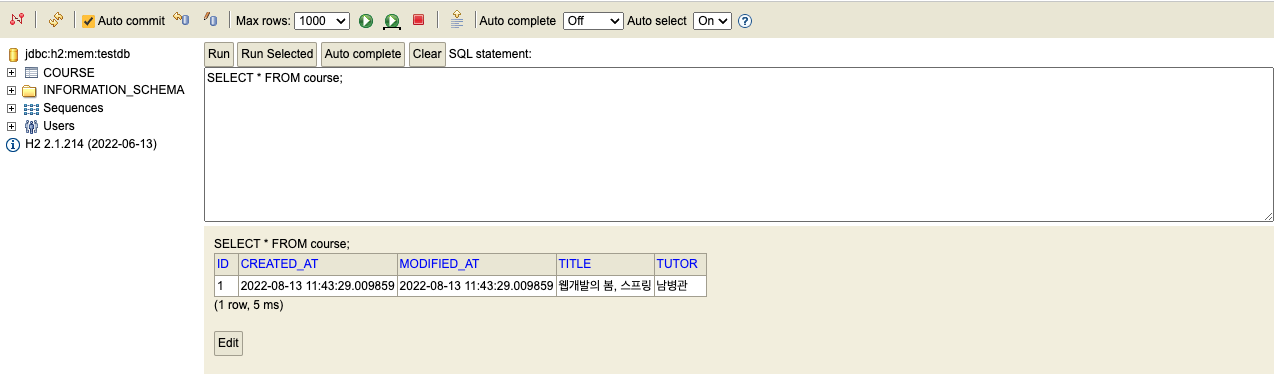 Auto commit Max rows: 1000 Auto complete Off Auto select On
jdbc:h2:mem:testdb
COURSE
INFORMATION_SCHEMA
Sequences
Users
H2 2.1.214 (2022-06-13)
Run Run Selected Auto complete Clear SQL statement:
SELECT * FROM course;
SELECT * FROM course;
ID CREATED_AT MODIFIED_AT TITLE TUTOR
1 2022-08-13 11:43:29.009859 2022-08-13 11:43:29.009859 웹개발의 봄, 스프링 남병관
(1 row, 5 ms)
Edit